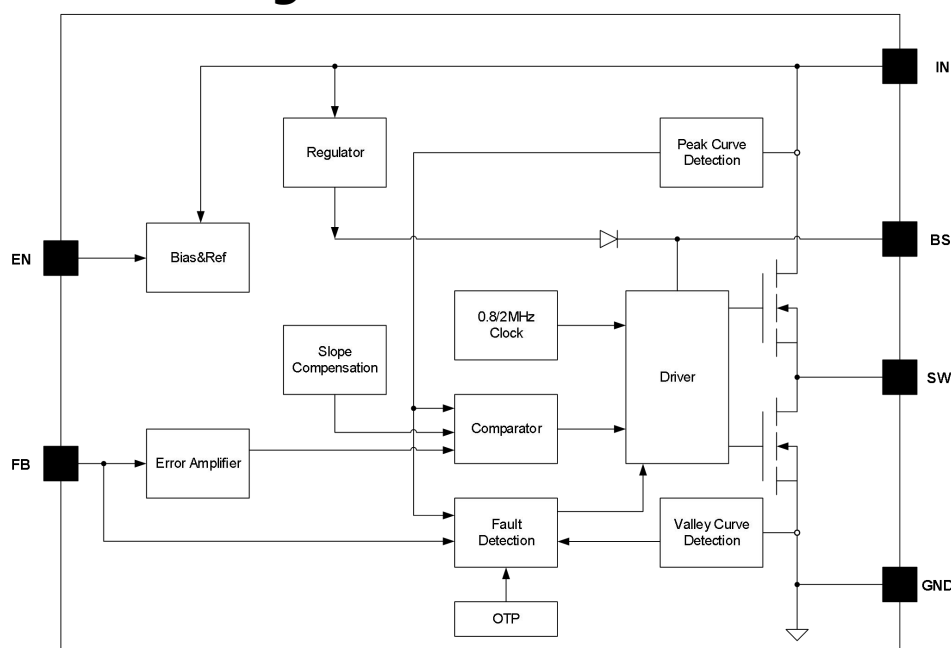 IN
Peak Curve
Detection
Regulator
BS
EN
Bias&Ref
0.8/2MHz
Clock
Slope
Compensation
Driver
SW
Comparator
FB
Error Amplifier
Fault
Detection
Valley Curve
Detection
GND
OTP